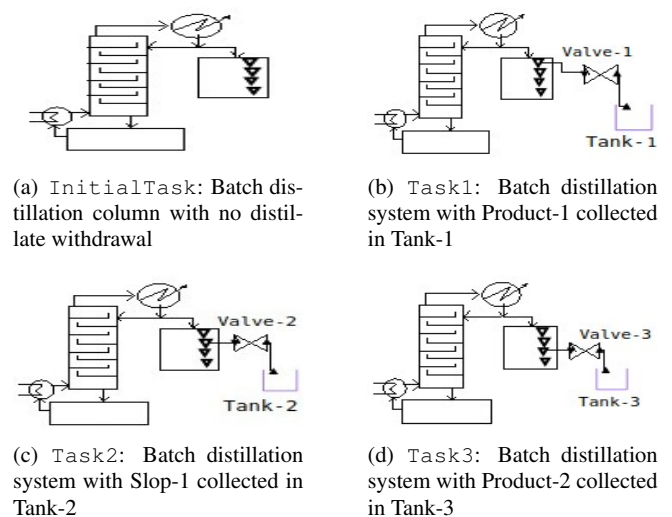 Valve-1
Tank-1
(a) InitialTask: Batch dis-
tillation column with no distil-
late withdrawal
(b) Task1: Batch distillation
system with Product-1 collected
in Tank-1
Valve-2
Tank-2
Valve-3
Tank-3
(c) Task2: Batch distillation
system with Slop-1 collected in
Tank-2
(d) Task3: Batch distillation
system with Product-2 collected
in Tank-3